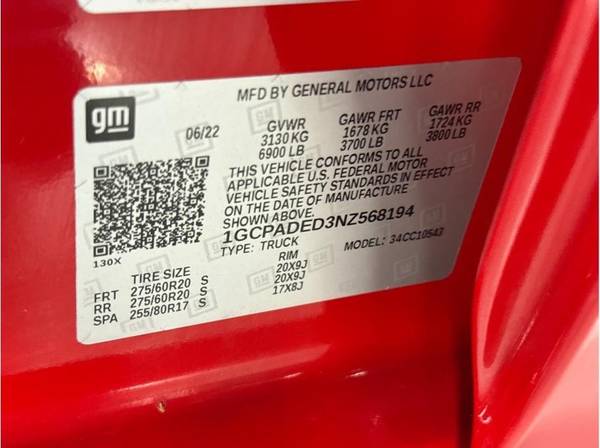 MFD BY GENERAL MOTORS LLC
gm
06/22 GVWR GAWR FRT GAWR RR
3130 KG 1678 KG 1724 KG
6900 LB 3700 LB 3800 LB
THIS VEHICLE CONFORMS TO ALL
APPLICABLE U.S. FEDERAL MOTOR
VEHICLE SAFETY STANDARDS IN EFFECT
ON THE DATE OF MANUFACTURE
SHOWN ABOVE.
1GCPADED3NZ568194
TYPE: TRUCK MODEL: 34CC10543
130X
TIRE SIZE RIM
FRT 275/60R20 S 20X9J
RR 275/60R20 S 20X9J
SPA 255/80R17 S 17X8J